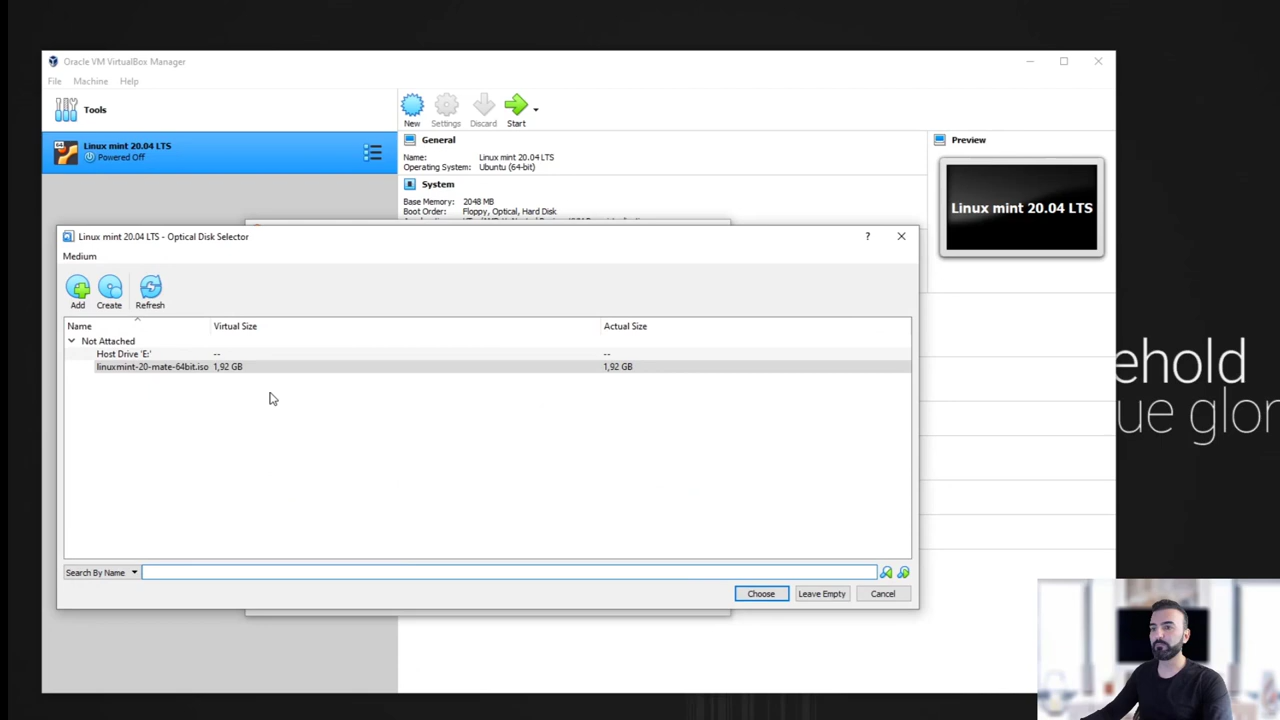 Oracle VM VirtualBox Manager
File Machine Help
Tools
New Settings Discard Start
Linux mint 20.04 LTS
Powered Off
General
Name: Linux mint 20.04 LTS
Operating System: Ubuntu (64-bit)
System
Base Memory: 2048 MB
Boot Order: Floppy, Optical, Hard Disk
Preview
Linux mint 20.04 LTS
Linux mint 20.04 LTS - Optical Disk Selector
?
Medium
Add Create Refresh
Name Virtual Size Actual Size
Not Attached
Host Drive 'E:' -- --
linuxmint-20-mate-64bit.iso 1,92 GB 1,92 GB
Search By Name
Choose Leave Empty Cancel
ehold
ue glor